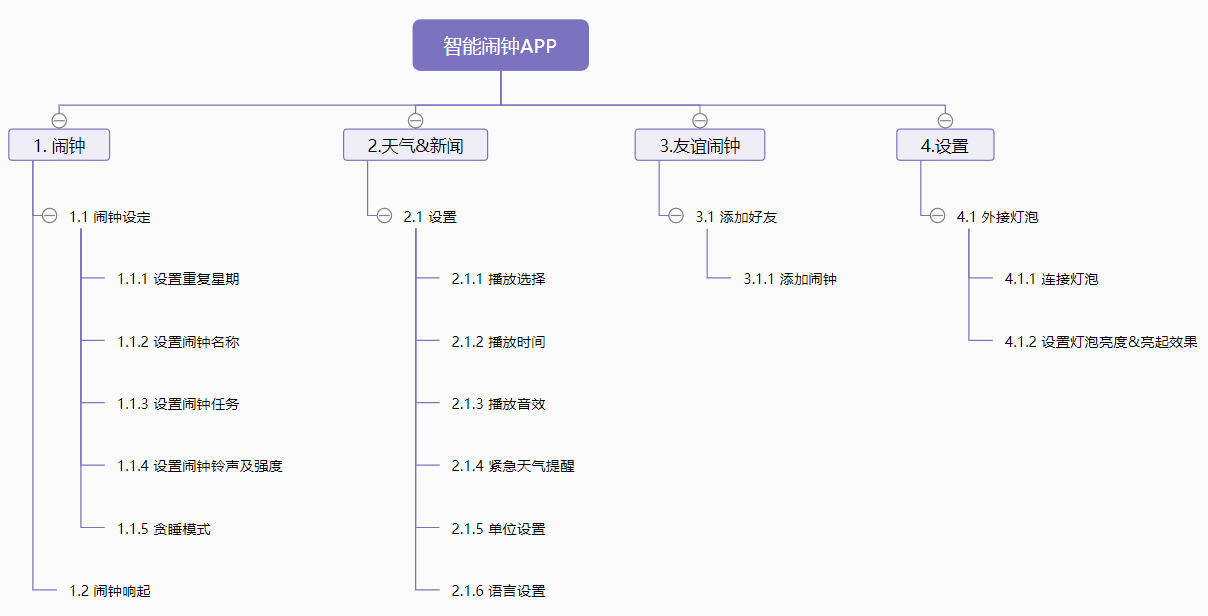 智能闹钟APP
1. 闹钟
2.天气&新闻
3.友谊闹钟
4.设置
1.1 闹钟设定
2.1 设置
3.1 添加好友
4.1 外接灯泡
1.1.1 设置重复星期
2.1.1 播放选择
3.1.1 添加闹钟
4.1.1 连接灯泡
1.1.2 设置闹钟名称
2.1.2 播放时间
4.1.2 设置灯泡亮度&亮起效果
1.1.3 设置闹钟任务
2.1.3 播放音效
1.1.4 设置闹钟铃声及强度
2.1.4 紧急天气提醒
1.1.5 贪睡模式
2.1.5 单位设置
1.2 闹钟响起
2.1.6 语言设置